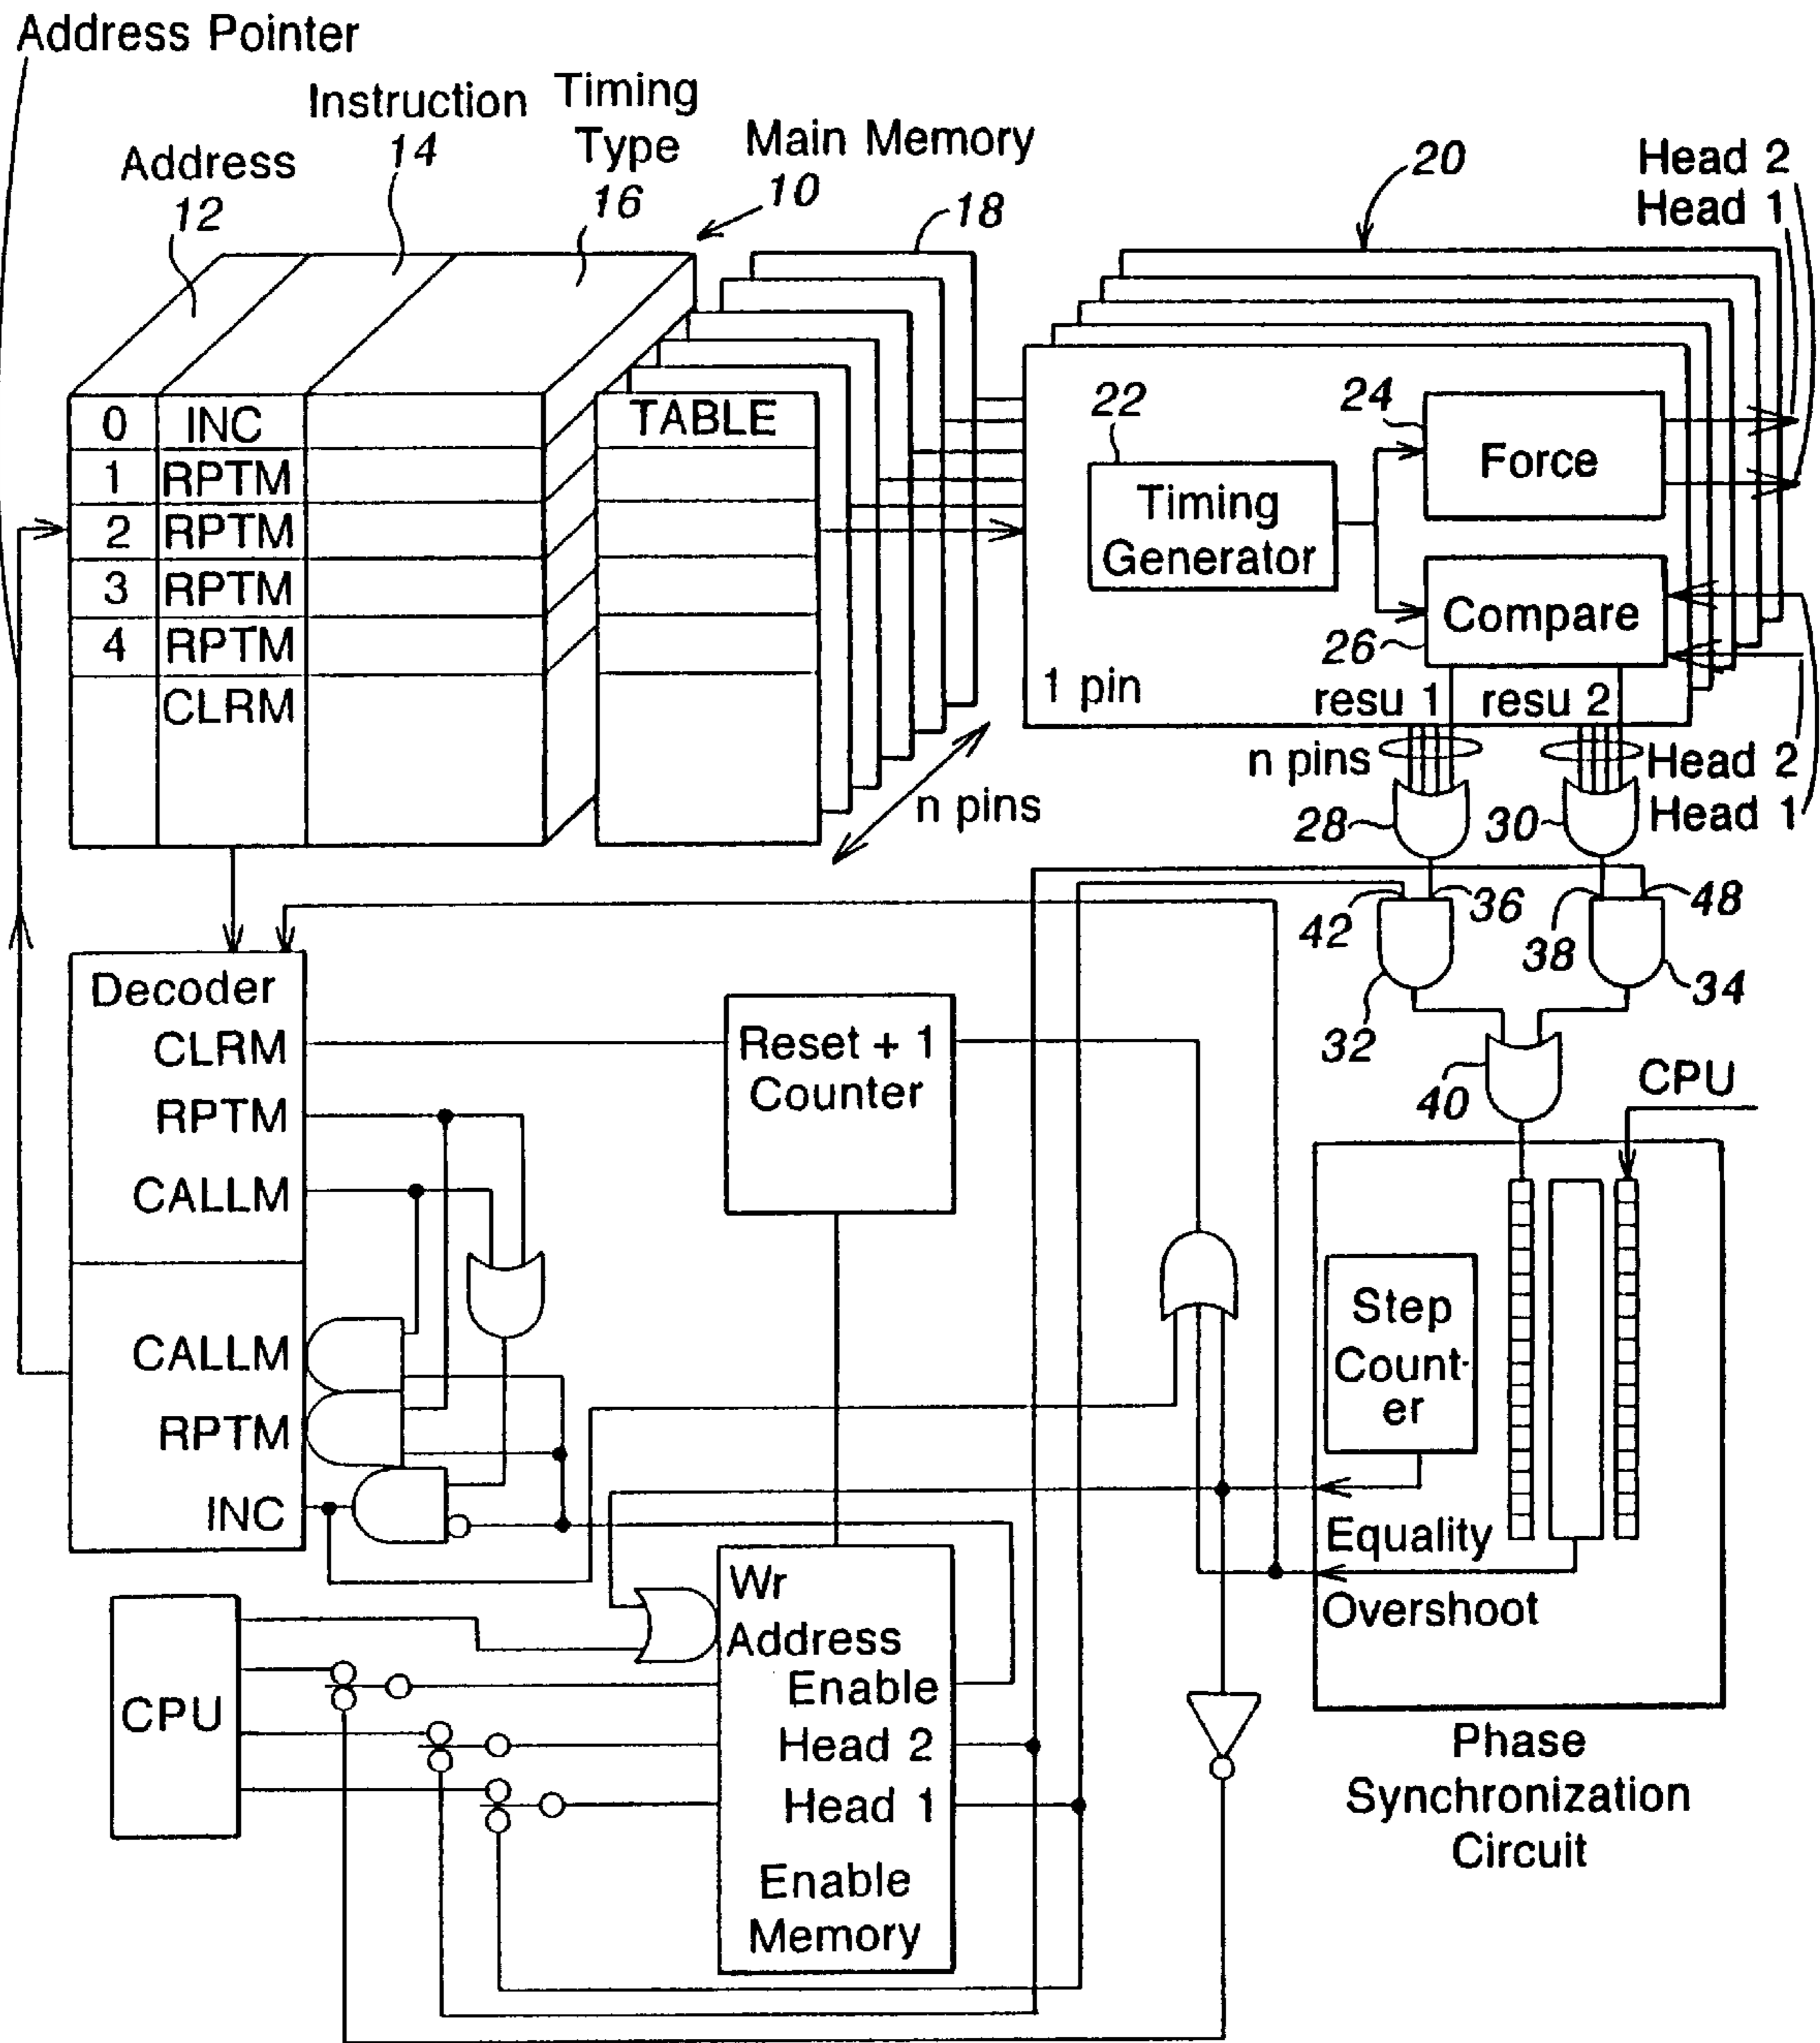 Address Pointer
Instruction
14
Timing
Type
16
Main Memory
10
Address
12
18
20
Head 2
Head 1
0 INC
1 RPTM
2 RPTM
3 RPTM
4 RPTM
CLRM
TABLE
n pins
22
Timing
Generator
24
Force
26
Compare
1 pin
resu 1
resu 2
n pins
Head 2
Head 1
28
30
42
36
38
48
32
34
40
CPU
Decoder
CLRM
RPTM
CALLM
CALLM
RPTM
INC
Reset + 1
Counter
Step
Count-
er
Equality
Overshoot
Phase
Synchronization
Circuit
CPU
Wr
Address
Enable
Head 2
Head 1
Enable
Memory